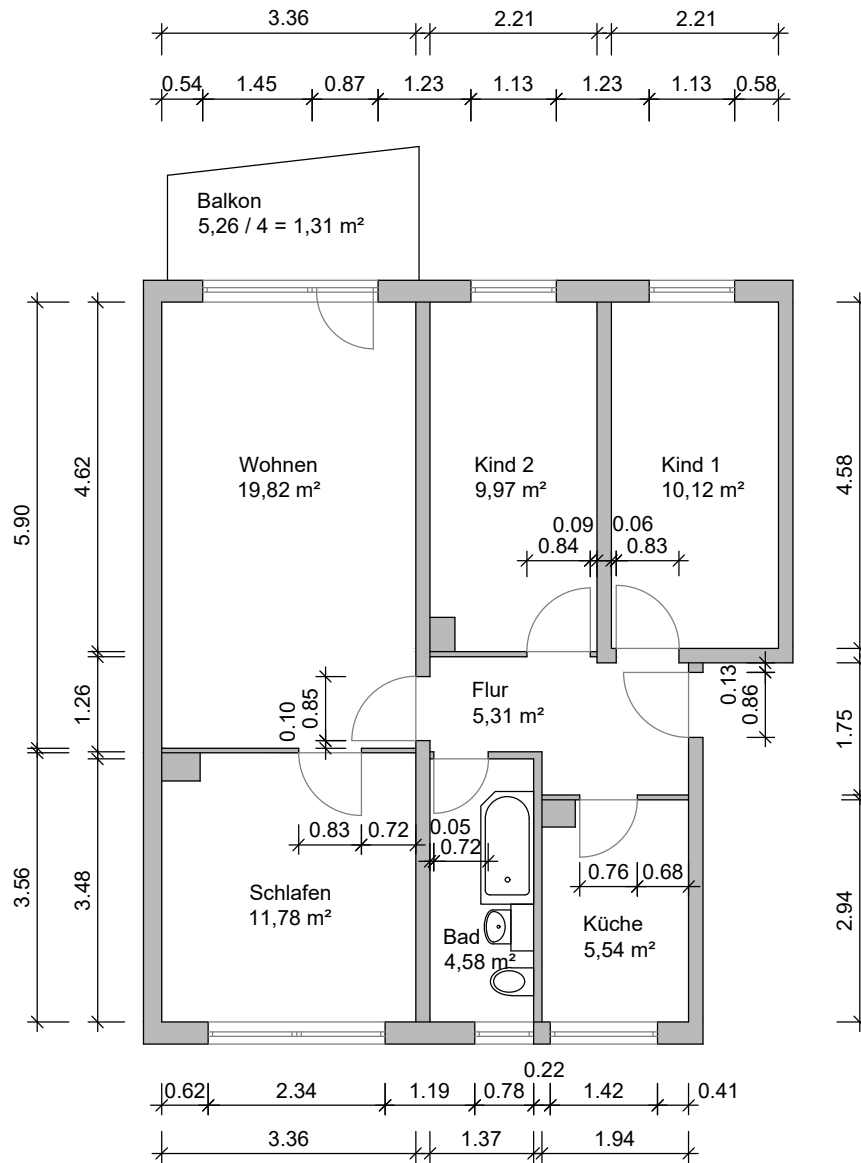 3.36
2.21
2.21
0.54
1.45
0.87
1.23
1.13
1.23
1.13
0.58
Balkon
5,26 / 4 = 1,31 m²
Wohnen
19,82 m²
Kind 2
9,97 m²
Kind 1
10,12 m²
4.62
4.58
5.90
0.09
0.06
0.84
0.83
Flur
5,31 m²
1.26
0.10
0.85
0.13
0.86
1.75
0.83
0.72
0.05
0.72
0.76
0.68
3.56
3.48
2.94
Schlafen
11,78 m²
Bad
4,58 m²
Küche
5,54 m²
0.22
0.62
2.34
1.19
0.78
1.42
0.41
3.36
1.37
1.94